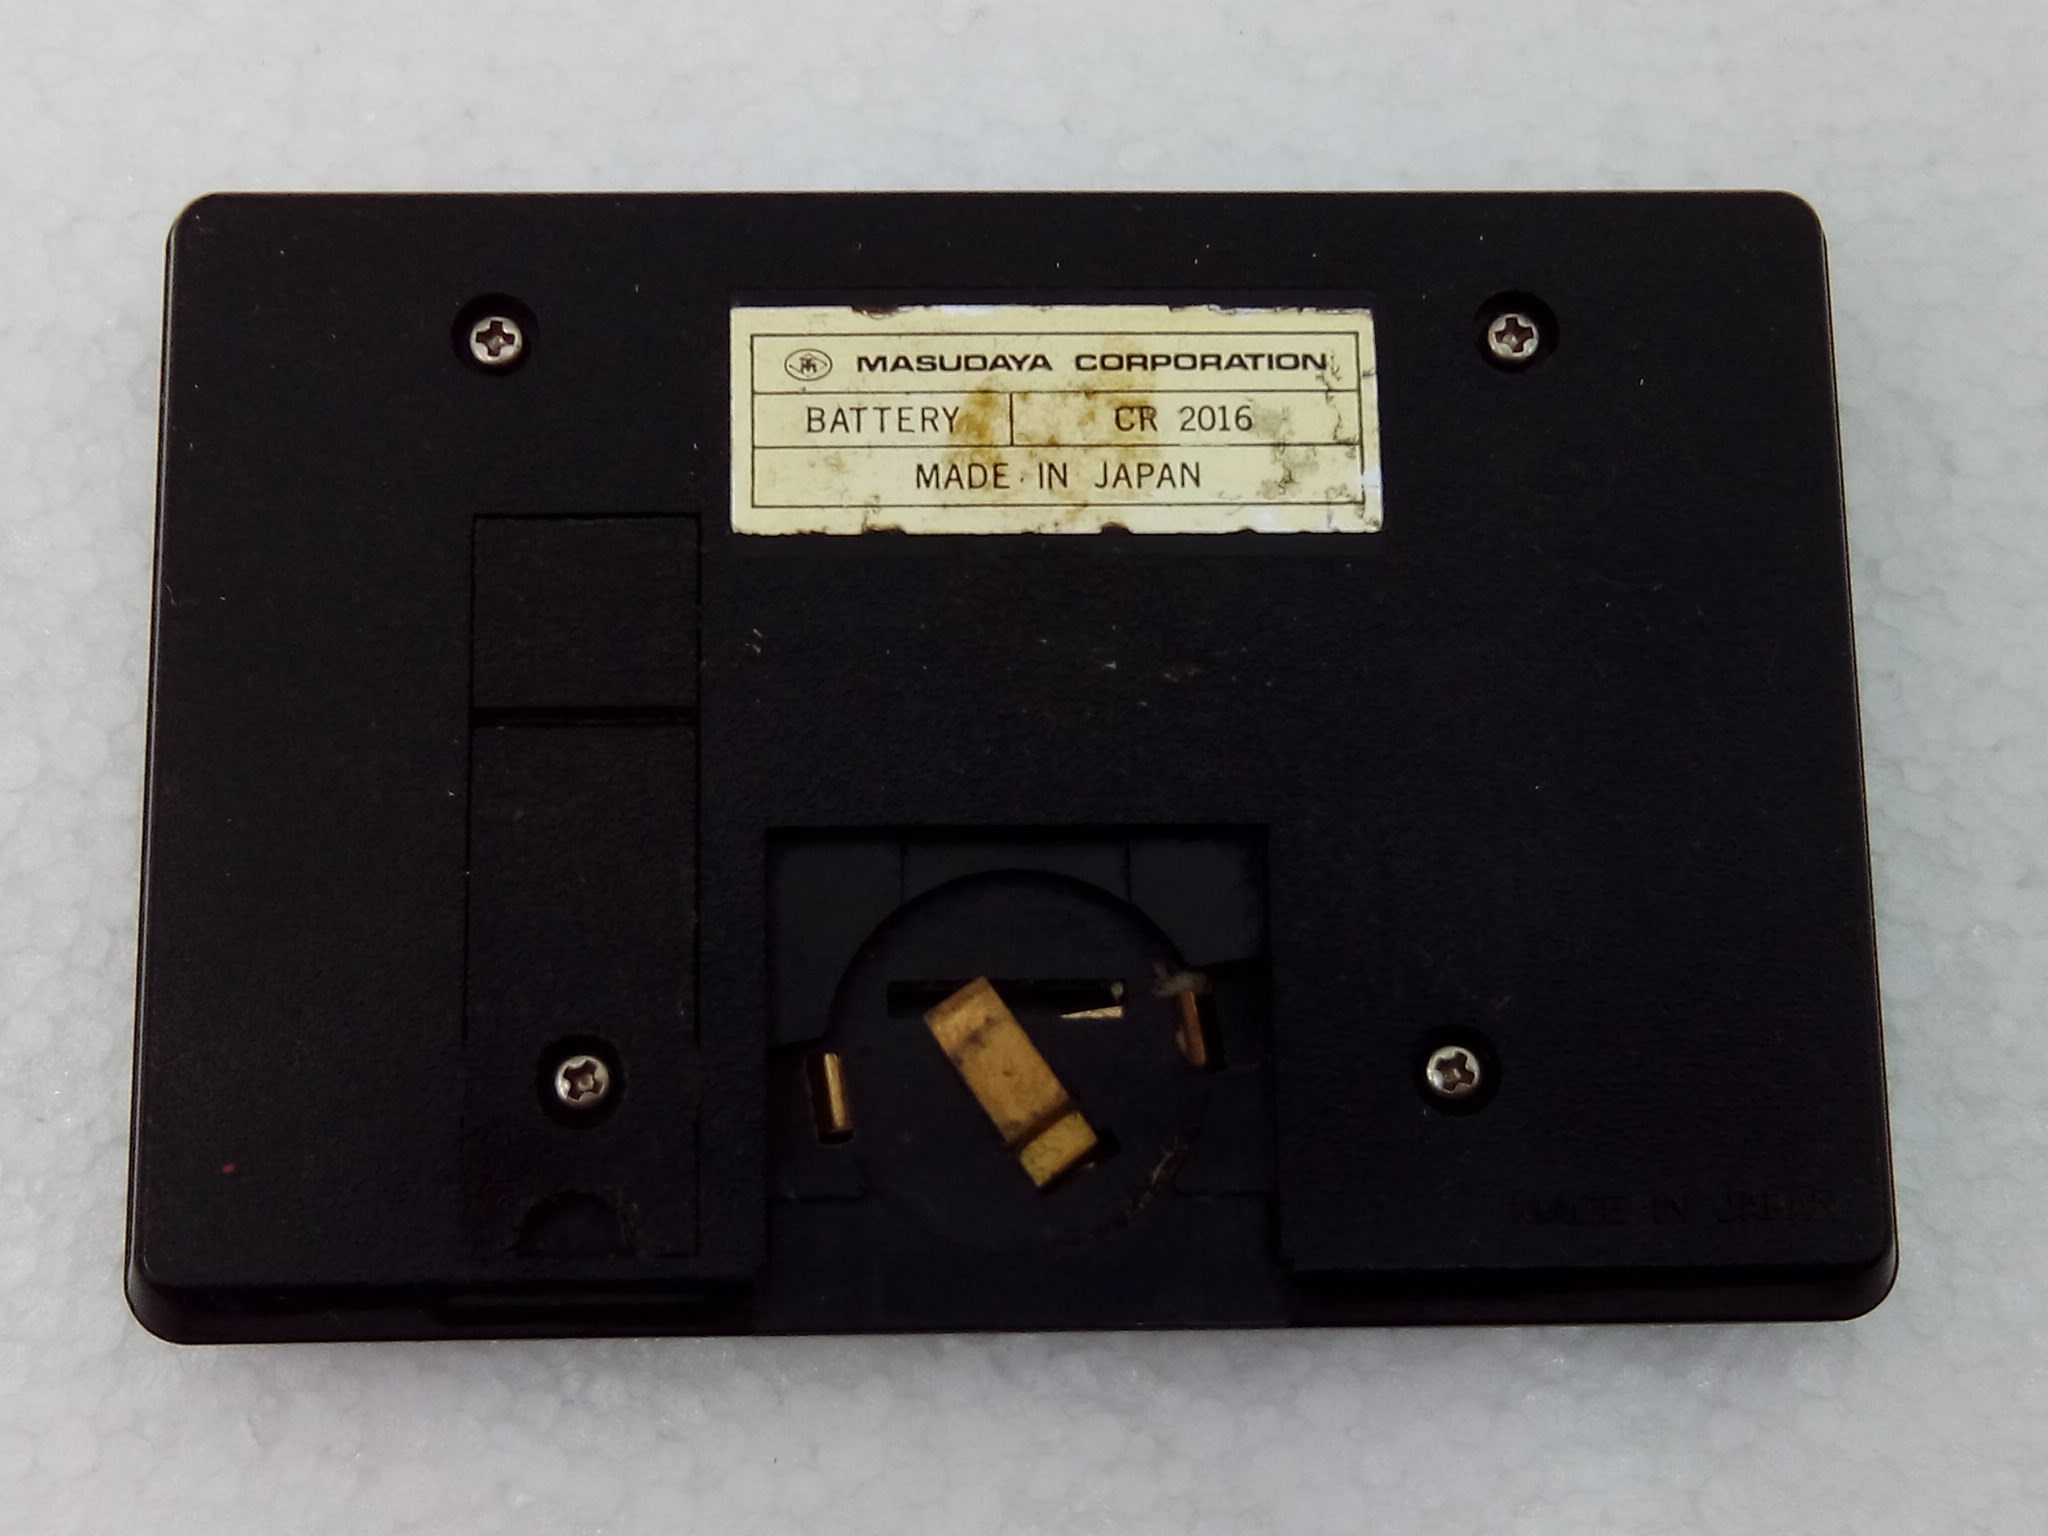 MASUDAYA CORPORATION
BATTERY CR 2016
MADE IN JAPAN
MADE IN JAPAN